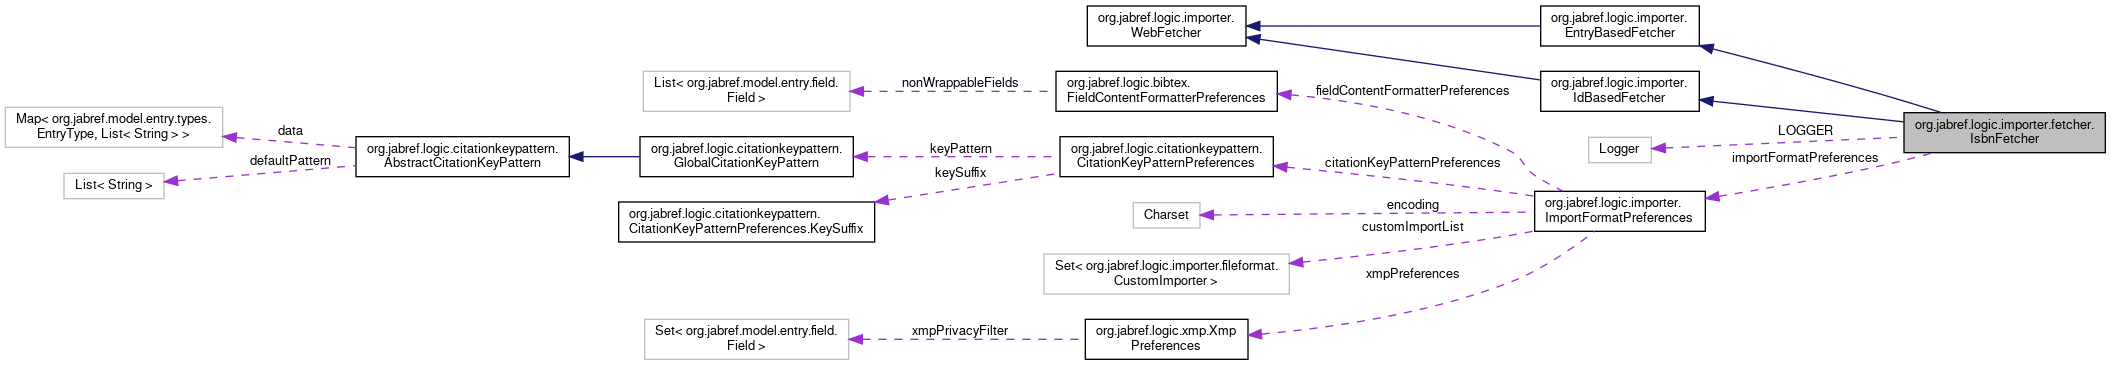 org.jabref.logic.importer.
WebFetcher
org.jabref.logic.importer.
EntryBasedFetcher
List< org.jabref.model.entry.field.
Field >
nonWrappableFields
org.jabref.logic.bibtex.
FieldContentFormatterPreferences
fieldContentFormatterPreferences
org.jabref.logic.importer.
IdBasedFetcher
Map< org.jabref.model.entry.types.
EntryType, List< String > >
data
defaultPattern
List< String >
org.jabref.logic.citationkeypattern.
AbstractCitationKeyPattern
org.jabref.logic.citationkeypattern.
GlobalCitationKeyPattern
keyPattern
keySuffix
org.jabref.logic.citationkeypattern.
CitationKeyPatternPreferences
citationKeyPatternPreferences
Logger
LOGGER
importFormatPreferences
org.jabref.logic.importer.fetcher.
IsbnFetcher
org.jabref.logic.citationkeypattern.
CitationKeyPatternPreferences.KeySuffix
Charset
encoding
customImportList
org.jabref.logic.importer.
ImportFormatPreferences
Set< org.jabref.logic.importer.fileformat.
CustomImporter >
xmpPreferences
Set< org.jabref.model.entry.field.
Field >
xmpPrivacyFilter
org.jabref.logic.xmp.Xmp
Preferences